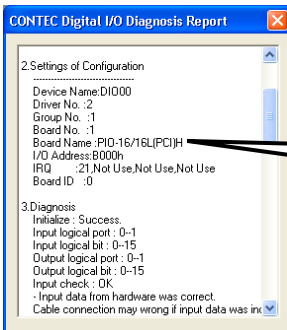 CONTEC Digital I/O Diagnosis Report
2.Settings of Configuration
------------------------------------
Device Name:DIO00
Driver No. :2
Group No. :1
Board No. :1
Board Name :PIO-16/16L(PCI)H
I/O Address:B000h
IRQ :21,Not Use,Not Use,Not Use
Board ID :0
3.Diagnosis
Initialize : Success.
Input logical port : 0--1
Input logical bit : 0--15
Output logical port : 0--1
Output logical bit : 0--15
Input check : OK
- Input data from hardware was correct.
Cable connection may wrong if input data was